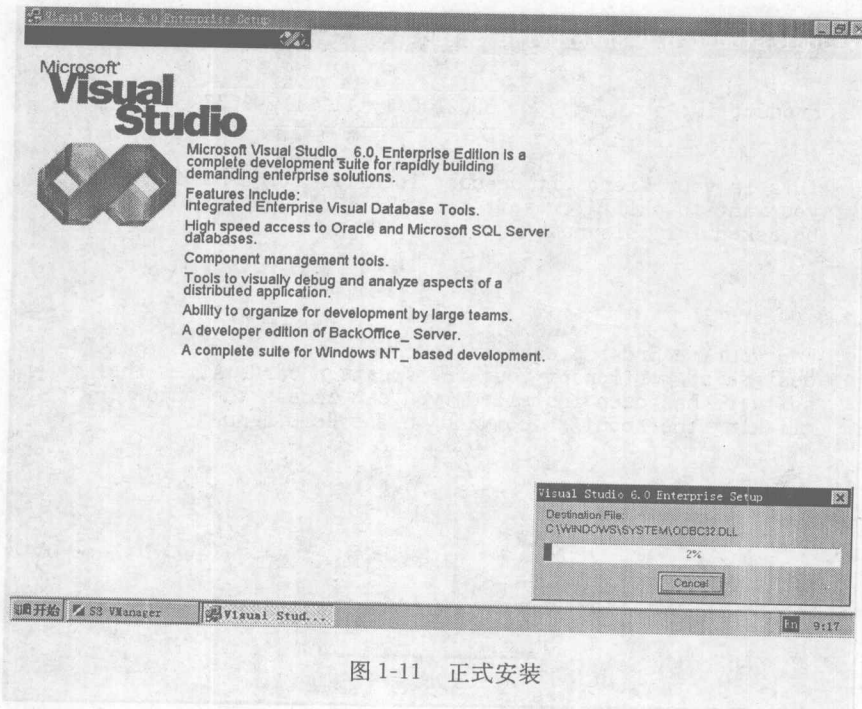 Visual Studio 6.0 Enterprise Setup
Microsoft
Visual
Studio
Microsoft Visual Studio_ 6.0, Enterprise Edition is a
complete development suite for rapidly building
demanding enterprise solutions.
Features Include:
Integrated Enterprise Visual Database Tools.
High speed access to Oracle and Microsoft SQL Server
databases.
Component management tools.
Tools to visually debug and analyze aspects of a
distributed application.
Ability to organize for development by large teams.
A developer edition of BackOffice_ Server.
A complete suite for Windows NT_ based development.
Visual Studio 6.0 Enterprise Setup
Destination File:
C:\WINDOWS\SYSTEM\ODBC32.DLL
2%
Cancel
开始 S3 VManager Visual Stud... En 9:17
图 1-11 正式安装